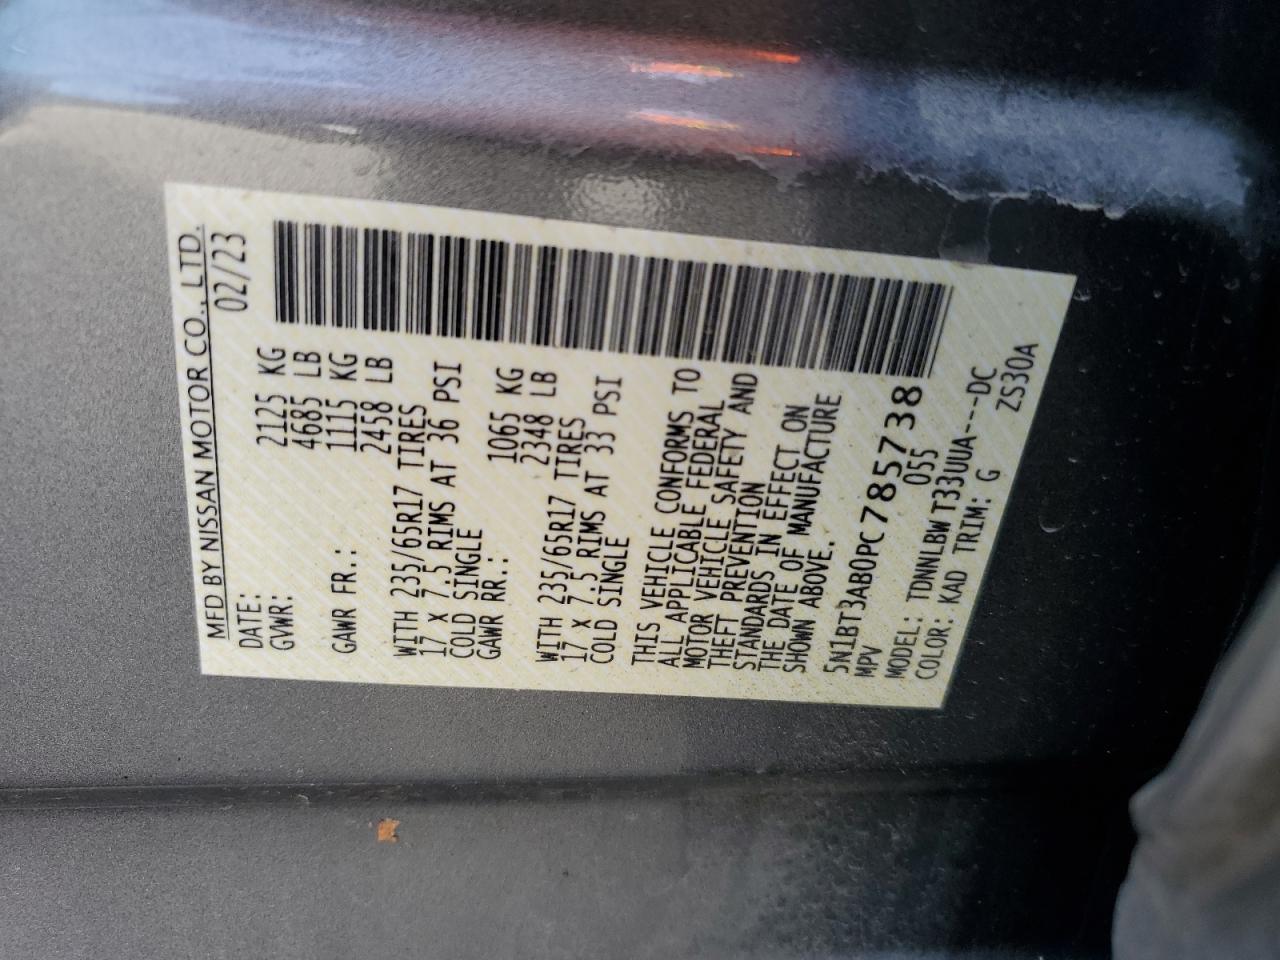 MFD BY NISSAN MOTOR CO., LTD.
DATE: 02/23
GVWR: 2125 KG
4685 LB
GAWR FR.: 1115 KG
2458 LB
WITH 235/65R17 TIRES
17 X 7.5 RIMS AT 36 PSI
COLD SINGLE
GAWR RR.: 1065 KG
2348 LB
WITH 235/65R17 TIRES
17 X 7.5 RIMS AT 33 PSI
COLD SINGLE
THIS VEHICLE CONFORMS TO
ALL APPLICABLE FEDERAL
MOTOR VEHICLE SAFETY AND
THEFT PREVENTION
STANDARDS IN EFFECT ON
THE DATE OF MANUFACTURE
SHOWN ABOVE.
5N1BT3AB0PC785738
MPV 055
MODEL: TDNNLBW T33UUA----DC
COLOR: KAD TRIM: G ZS30A